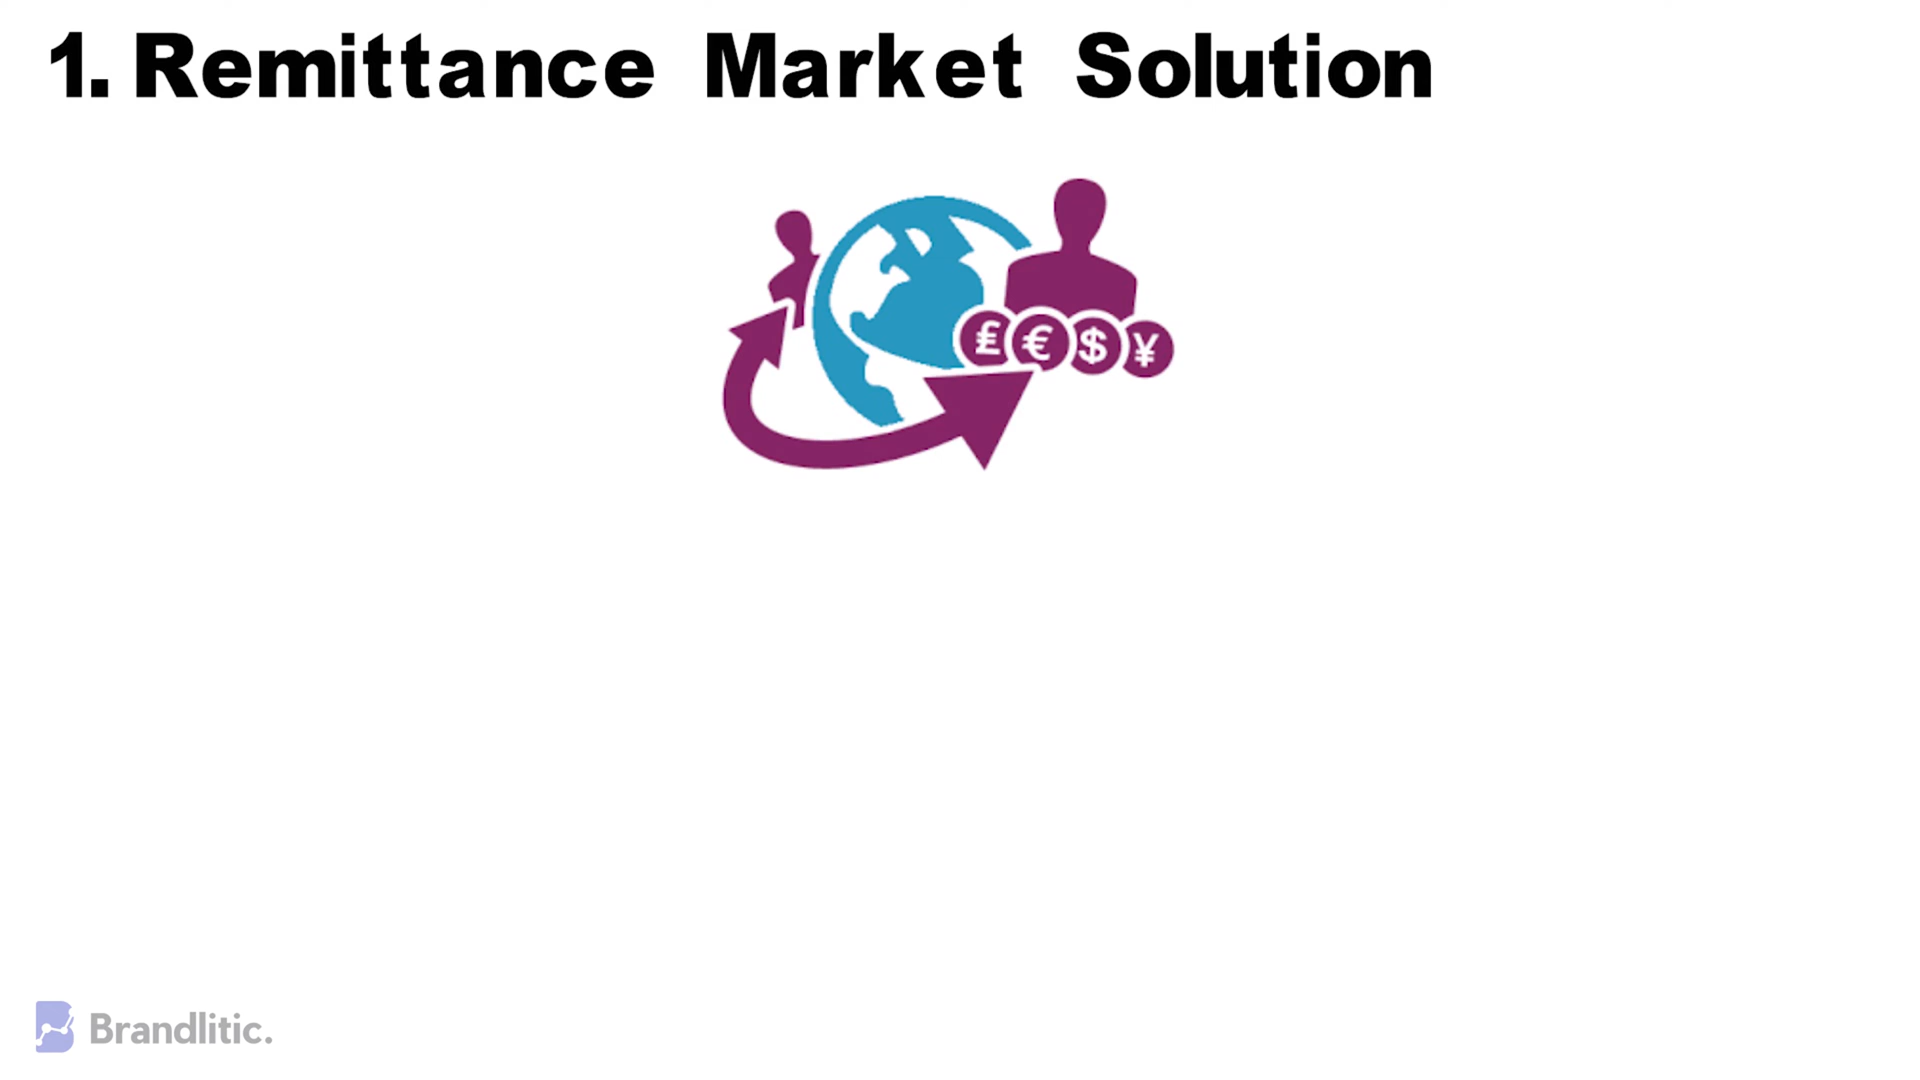 1. Remittance Market Solution
£ € $ ¥
Brandlitic.